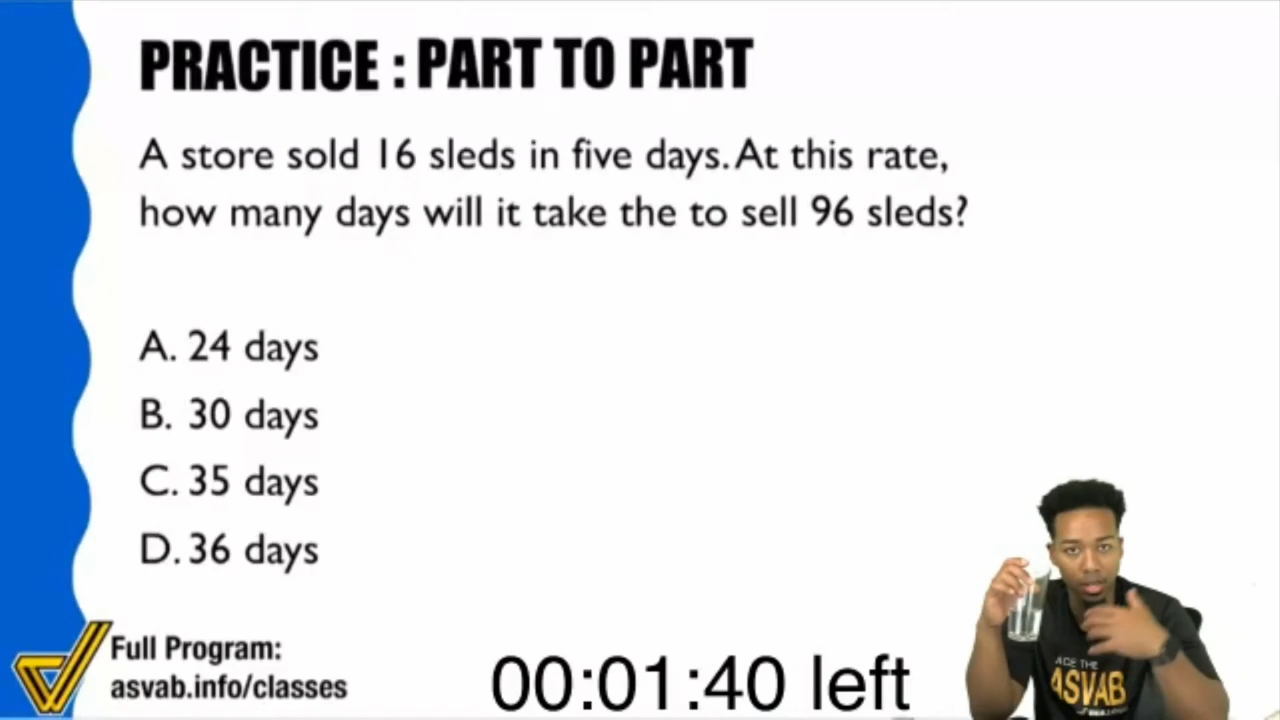 PRACTICE : PART TO PART
A store sold 16 sleds in five days. At this rate,
how many days will it take the to sell 96 sleds?
A. 24 days
B. 30 days
C. 35 days
D. 36 days
Full Program:
asvab.info/classes
00:01:40 left
ACE THE
ASVAB